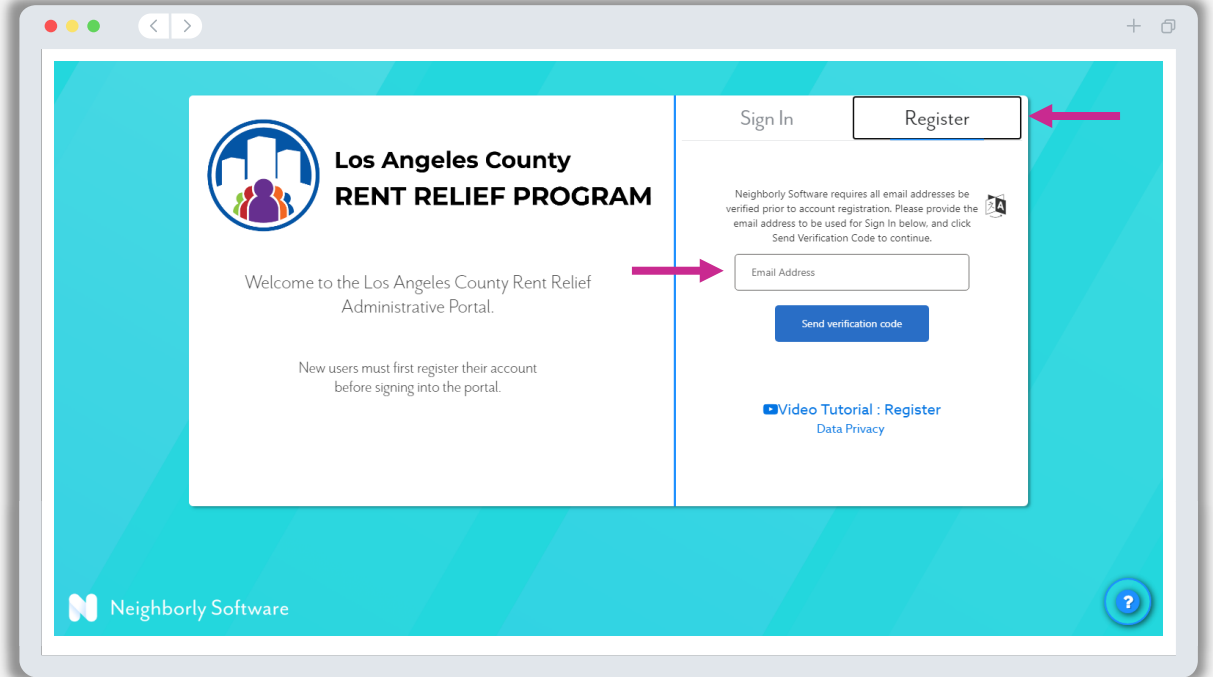 Los Angeles County
RENT RELIEF PROGRAM
Welcome to the Los Angeles County Rent Relief
Administrative Portal.
New users must first register their account
before signing into the portal.
Sign In
Register
Neighborly Software requires all email addresses be
verified prior to account registration. Please provide the
email address to be used for Sign In below, and click
Send Verification Code to continue.
Email Address
Send verification code
Video Tutorial : Register
Data Privacy
Neighborly Software
?